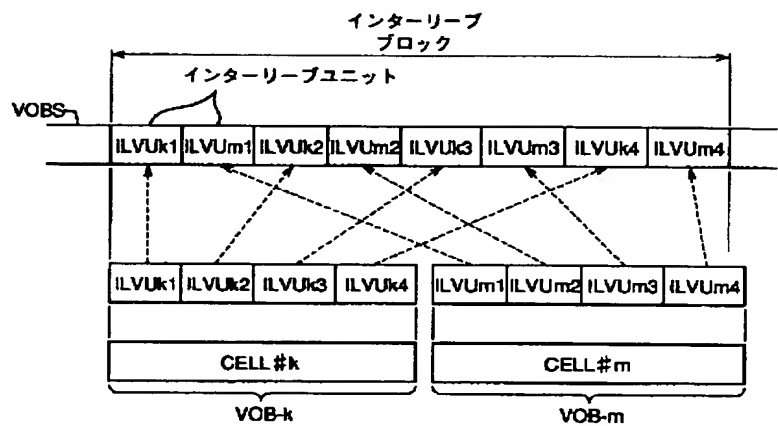 インターリーブ
ブロック
インターリーブユニット
VOBS
ILVUk1 ILVUm1 ILVUk2 ILVUm2 ILVUk3 ILVUm3 ILVUk4 ILVUm4
ILVUk1 ILVUk2 ILVUk3 ILVUk4 ILVUm1 ILVUm2 ILVUm3 ILVUm4
CELL#k CELL#m
VOB-k VOB-m